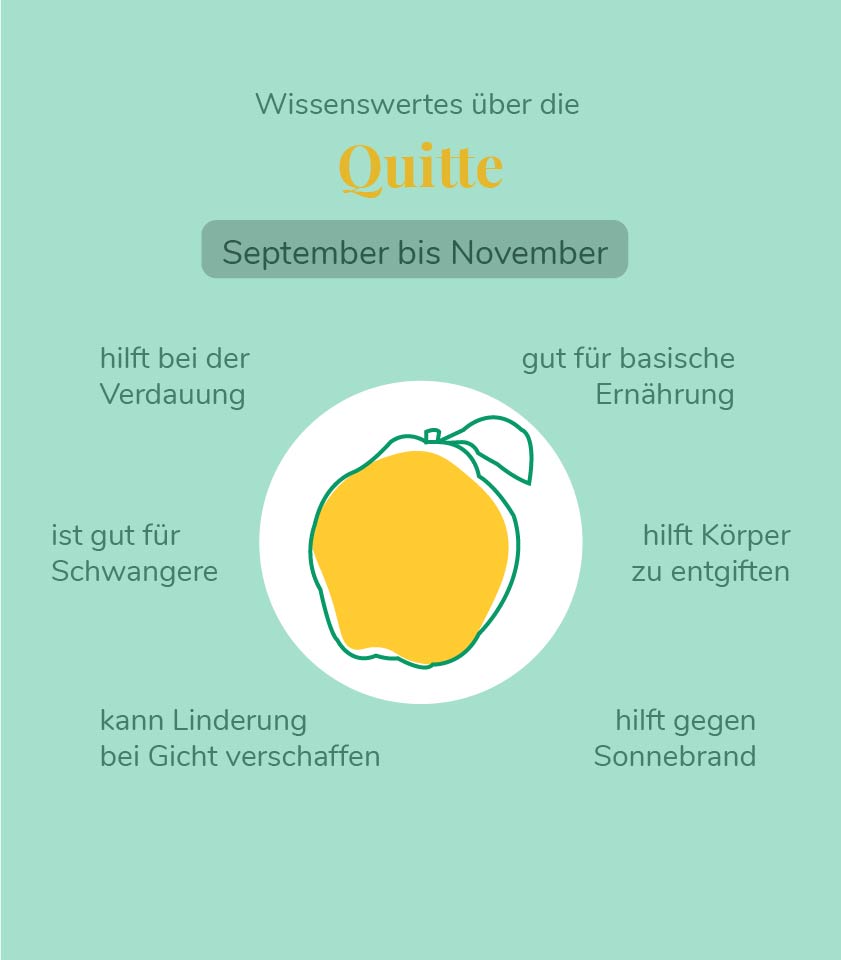 Wissenswertes über die
Quitte
September bis November
hilft bei der
Verdauung
gut für basische
Ernährung
ist gut für
Schwangere
hilft Körper
zu entgiften
kann Linderung
bei Gicht verschaffen
hilft gegen
Sonnebrand